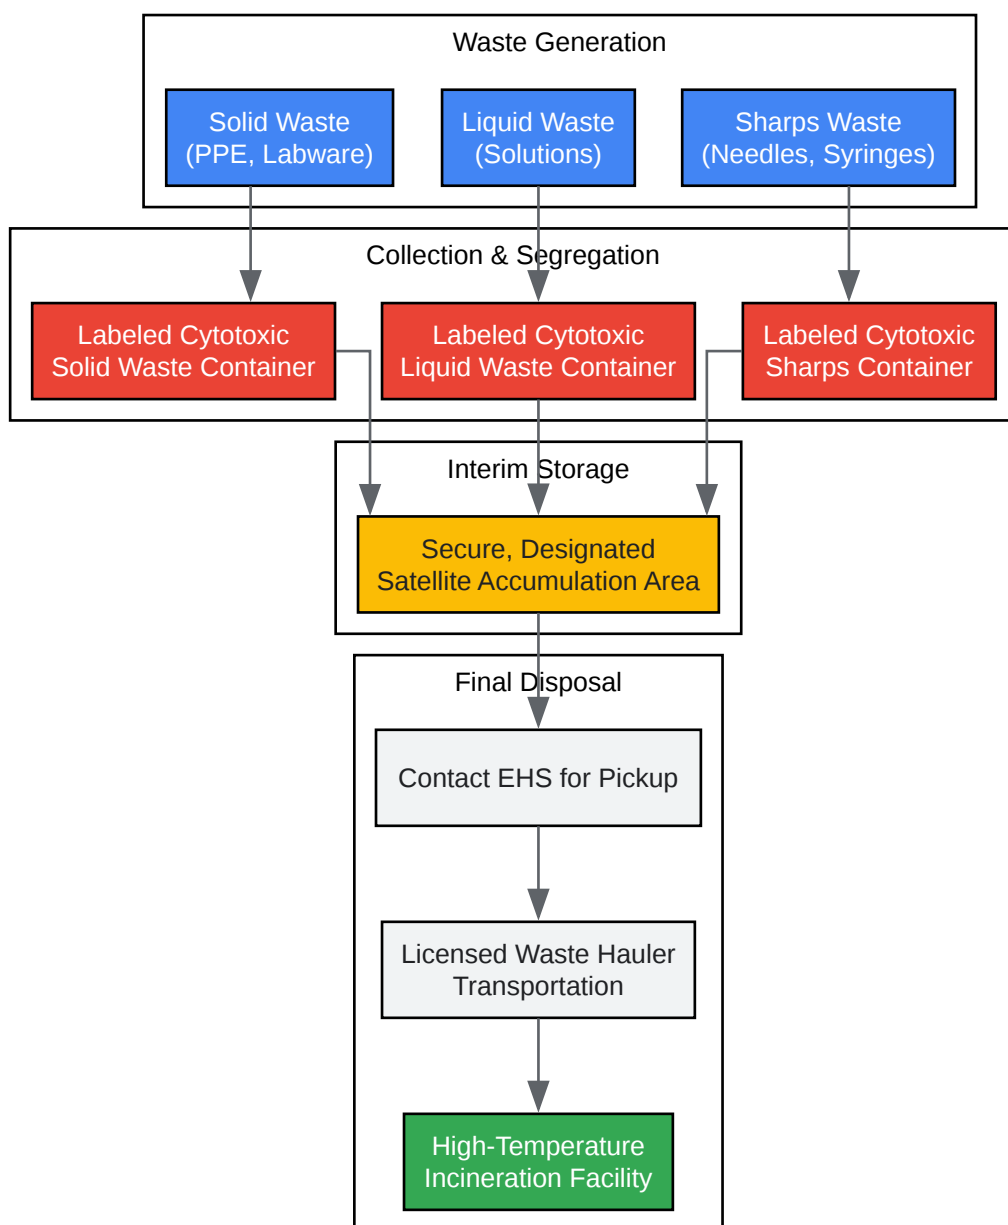 Waste Generation
Solid Waste
(PPE, Labware)
Liquid Waste
(Solutions)
Sharps Waste
(Needles, Syringes)
Collection & Segregation
Labeled Cytotoxic
Solid Waste Container
Labeled Cytotoxic
Liquid Waste Container
Labeled Cytotoxic
Sharps Container
Interim Storage
Secure, Designated
Satellite Accumulation Area
Final Disposal
Contact EHS for Pickup
Licensed Waste Hauler
Transportation
High-Temperature
Incineration Facility